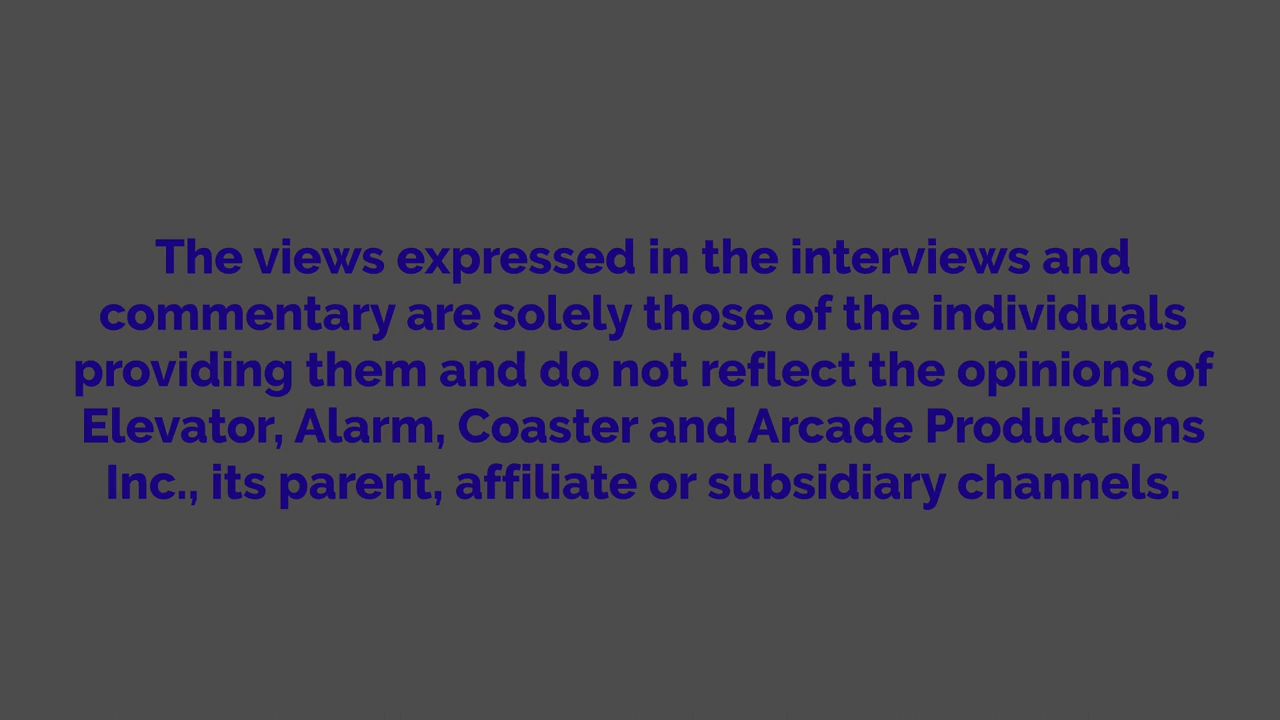 The views expressed in the interviews and
commentary are solely those of the individuals
providing them and do not reflect the opinions of
Elevator, Alarm, Coaster and Arcade Productions
Inc., its parent, affiliate or subsidiary channels.